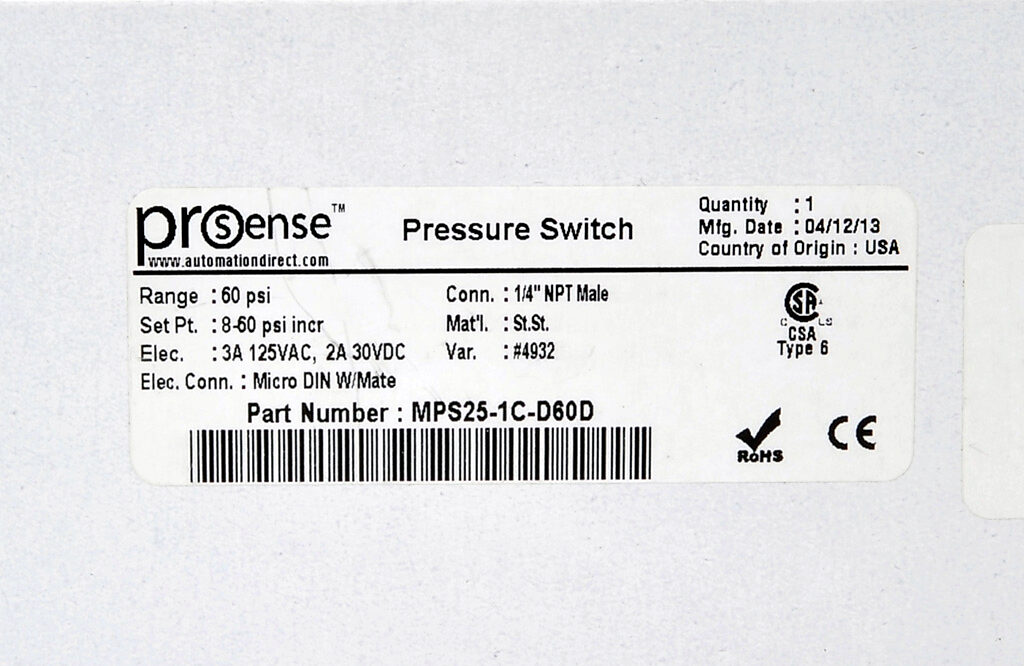 prosense™
www.automationdirect.com
Pressure Switch
Quantity : 1
Mfg. Date : 04/12/13
Country of Origin : USA
Range : 60 psi
Set Pt. : 8-60 psi incr
Elec. : 3A 125VAC, 2A 30VDC
Elec. Conn. : Micro DIN W/Mate
Conn. : 1/4" NPT Male
Mat'l. : St.St.
Var. : #4932
SA
C LS
CSA
Type 6
Part Number : MPS25-1C-D60D
RoHS
CE